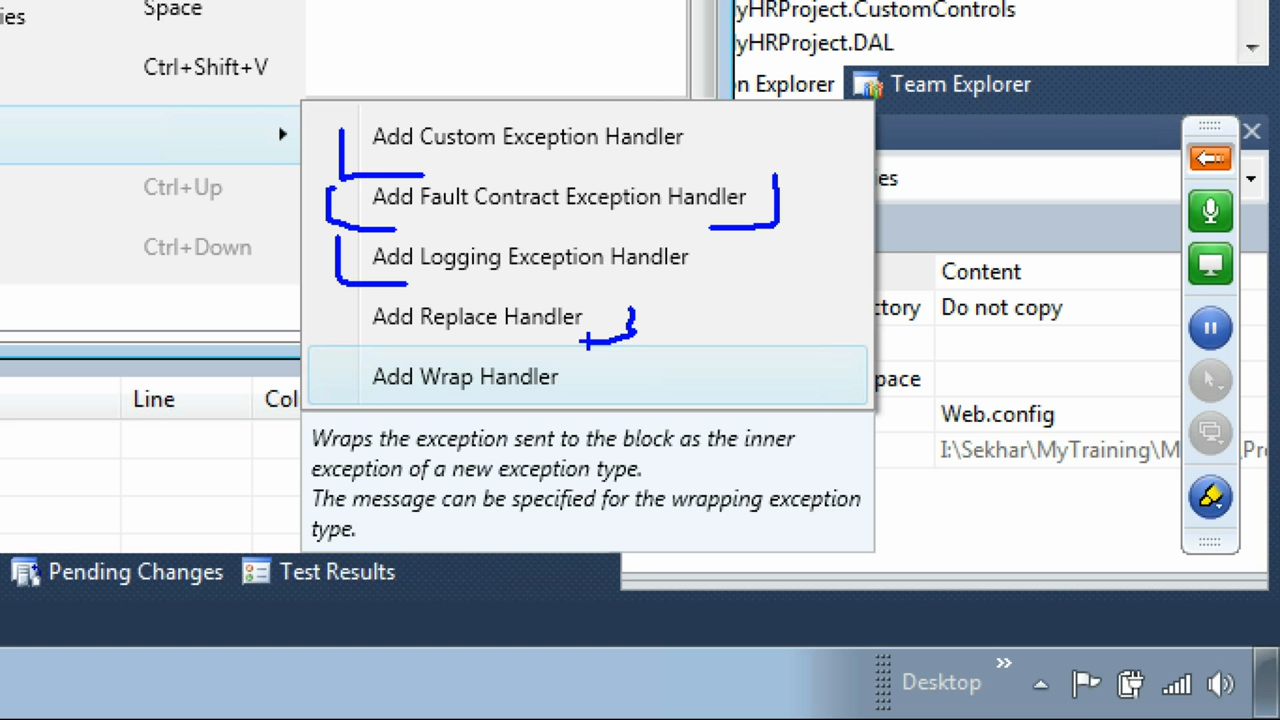 ies
Space
Ctrl+Shift+V
Ctrl+Up
Ctrl+Down
yHRProject.CustomControls
yHRProject.DAL
n Explorer
Team Explorer
Add Custom Exception Handler
Add Fault Contract Exception Handler
Add Logging Exception Handler
Add Replace Handler
Add Wrap Handler
Wraps the exception sent to the block as the inner
exception of a new exception type.
The message can be specified for the wrapping exception
type.
es
Content
ctory Do not copy
pace
Web.config
I:\Sekhar\MyTraining\M \Pr
Line Col
Pending Changes Test Results
Desktop